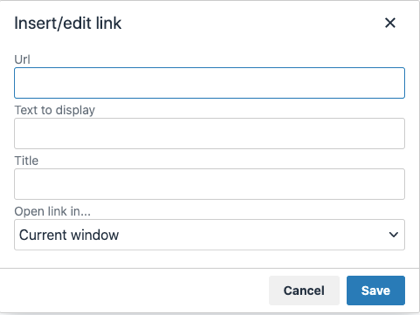 Insert/edit link
Url
Text to display
Title
Open link in...
Current window
Cancel Save